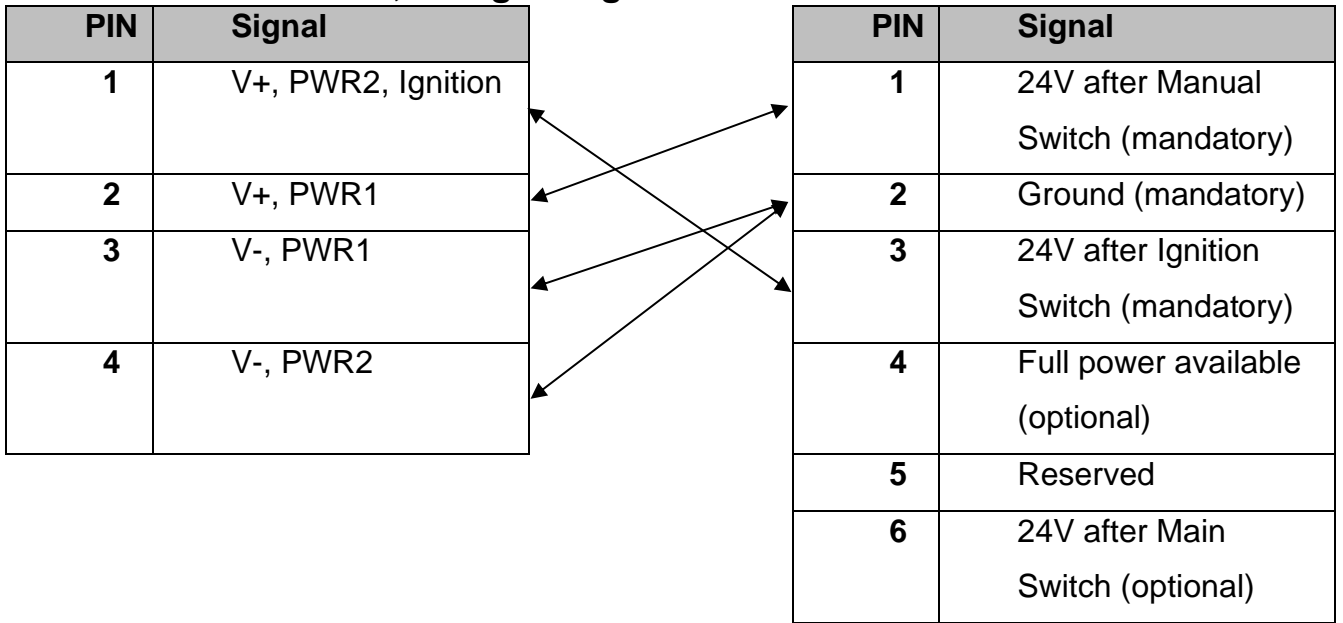 PIN Signal
1 V+, PWR2, Ignition
2 V+, PWR1
3 V-, PWR1
4 V-, PWR2
PIN Signal
1 24V after Manual
Switch (mandatory)
2 Ground (mandatory)
3 24V after Ignition
Switch (mandatory)
4 Full power available
(optional)
5 Reserved
6 24V after Main
Switch (optional)